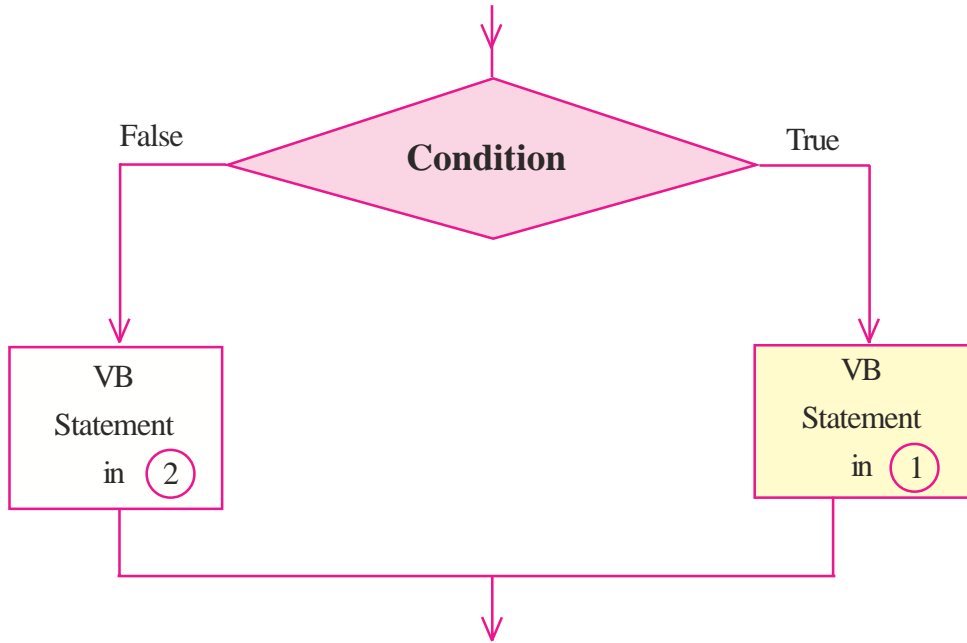 Condition
False
True
VB
Statement
in 2
VB
Statement
in 1